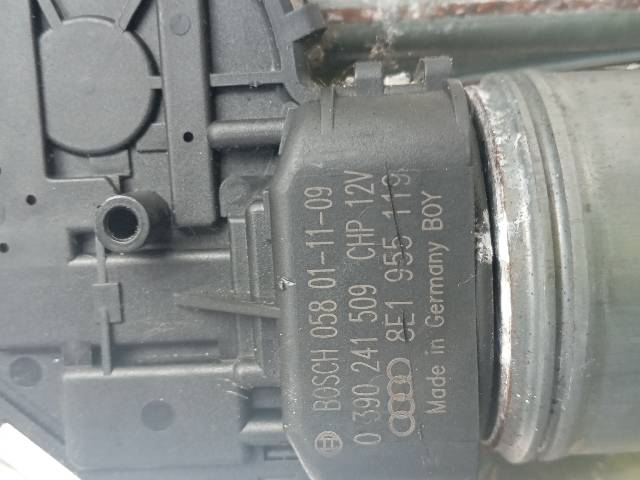 BOSCH 058 01-11-09
0 390 241 509 CHP 12V
8E1 955 119
Made in Germany BOY